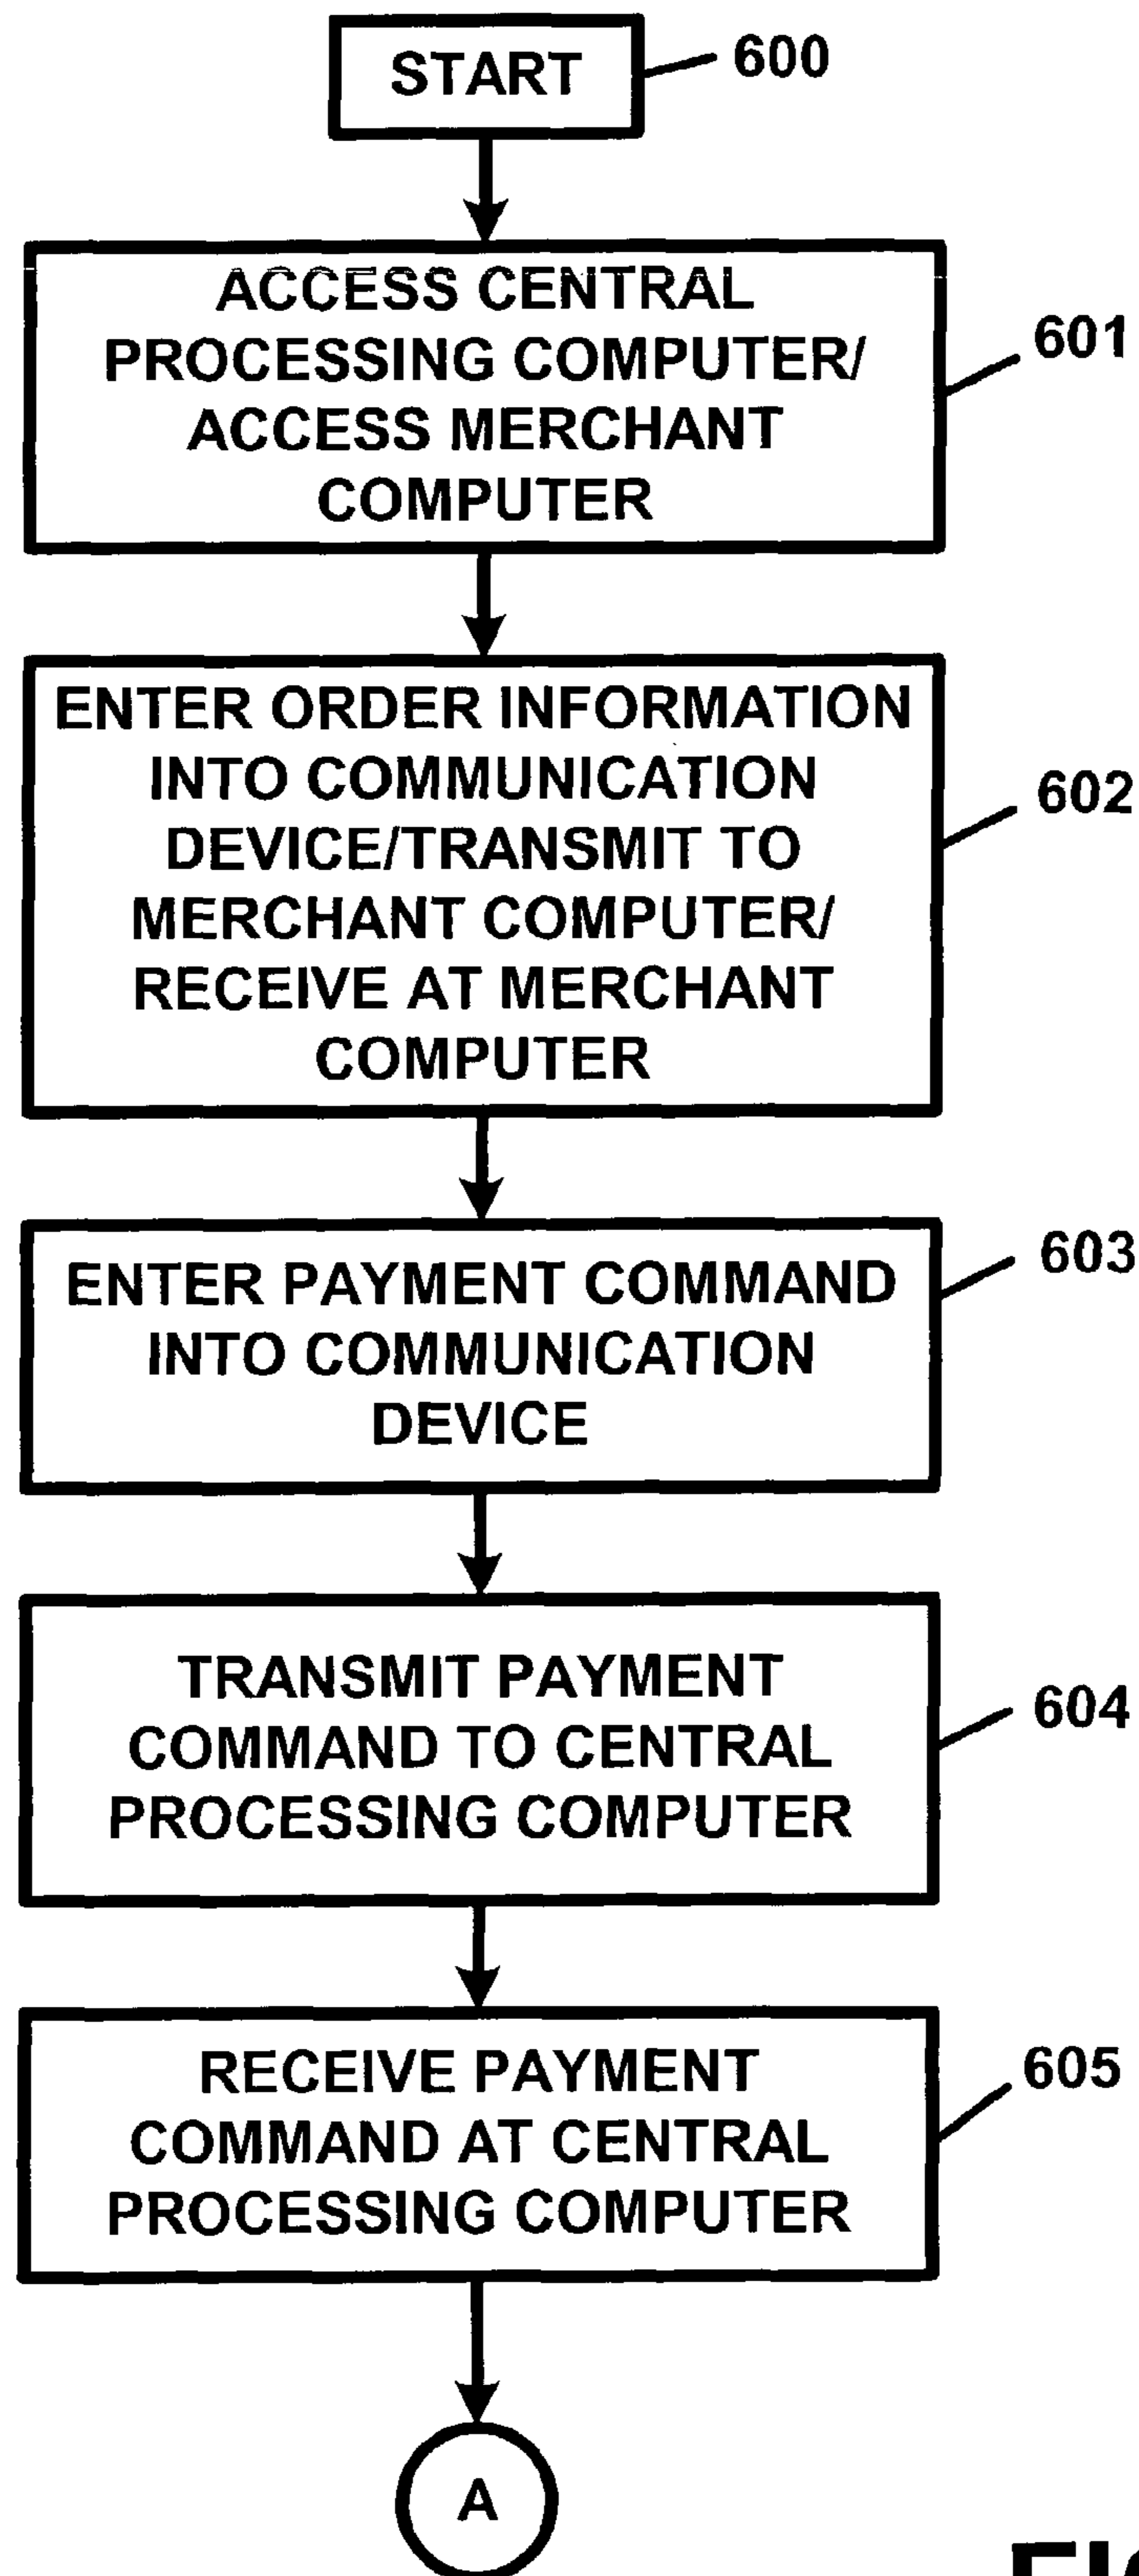 START
600
ACCESS CENTRAL
PROCESSING COMPUTER/
ACCESS MERCHANT
COMPUTER
601
ENTER ORDER INFORMATION
INTO COMMUNICATION
DEVICE/TRANSMIT TO
MERCHANT COMPUTER/
RECEIVE AT MERCHANT
COMPUTER
602
ENTER PAYMENT COMMAND
INTO COMMUNICATION
DEVICE
603
TRANSMIT PAYMENT
COMMAND TO CENTRAL
PROCESSING COMPUTER
604
RECEIVE PAYMENT
COMMAND AT CENTRAL
PROCESSING COMPUTER
605
A